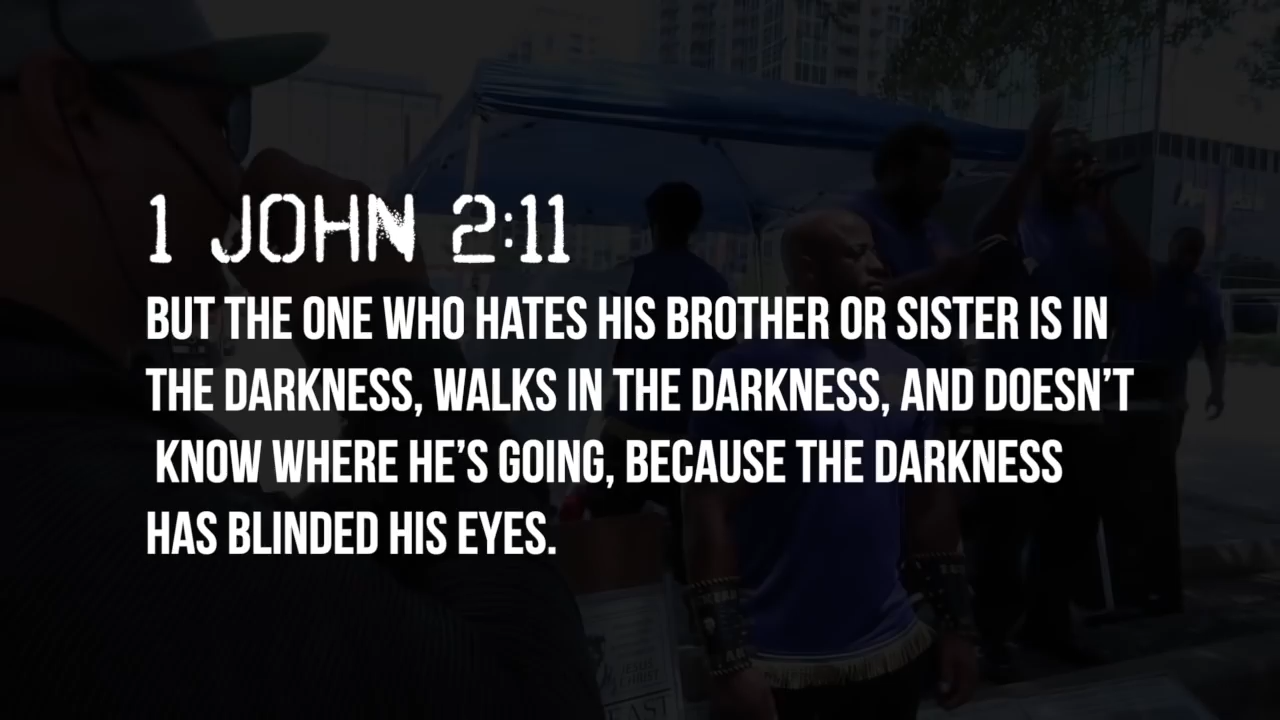 1 JOHN 2:11
BUT THE ONE WHO HATES HIS BROTHER OR SISTER IS IN
THE DARKNESS, WALKS IN THE DARKNESS, AND DOESN'T
KNOW WHERE HE'S GOING, BECAUSE THE DARKNESS
HAS BLINDED HIS EYES.